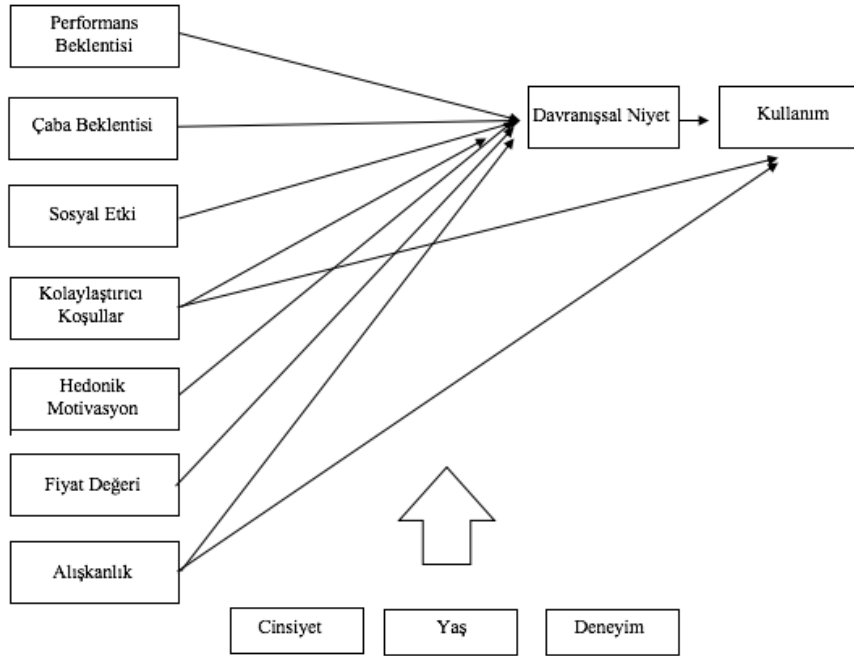 Performans
Beklentisi
Çaba Beklentisi
Davranışsal Niyet
Kullanım
Sosyal Etki
Kolaylaştırıcı
Koşullar
Hedonik
Motivasyon
Fiyat Değeri
Alışkanlık
Cinsiyet
Yaş
Deneyim